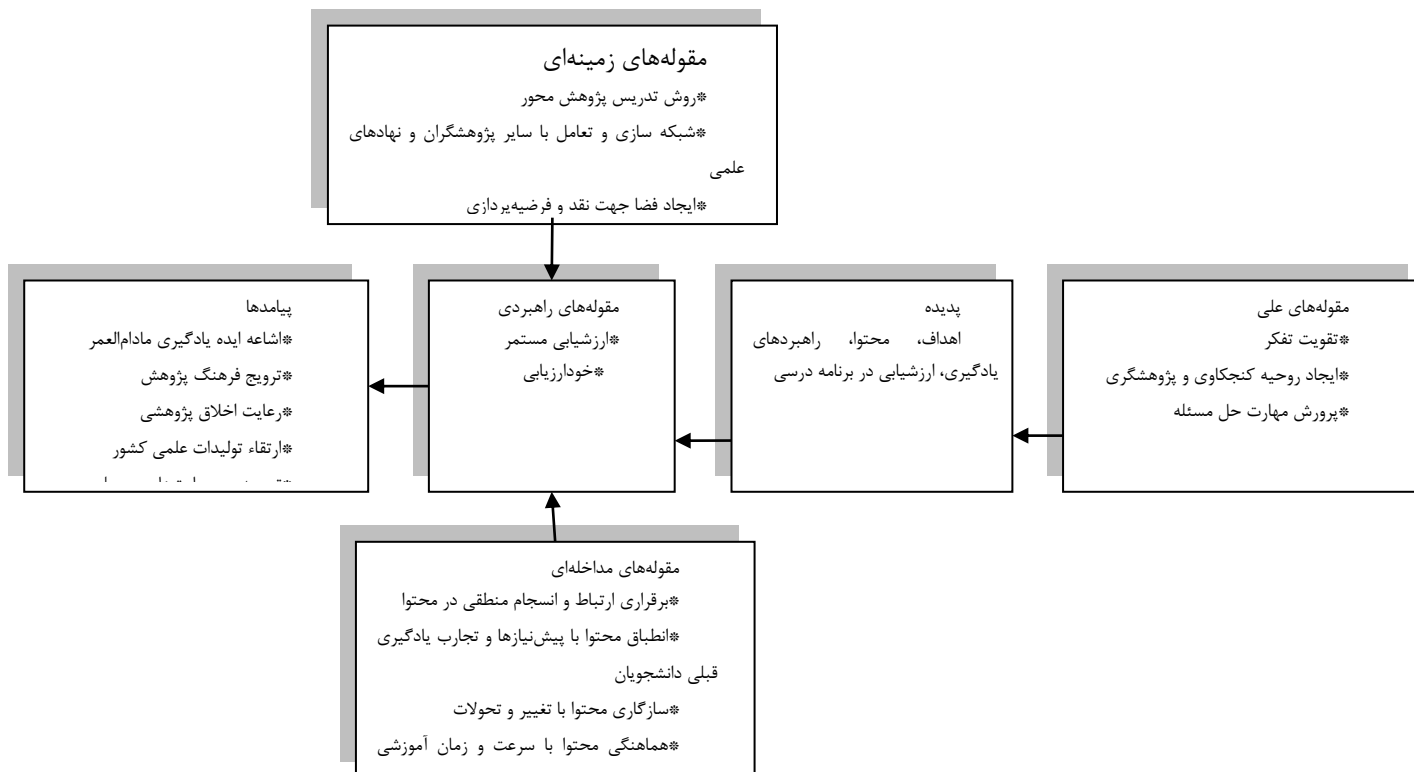 مقوله‌های زمینه‌ای
*روش تدریس پژوهش محور
*شبکه سازی و تعامل با سایر پژوهشگران و نهادهای
علمی
*ایجاد فضا جهت نقد و فرضیه‌پردازی
مقوله‌های علی
*تقویت تفکر
*ایجاد روحیه کنجکاوی و پژوهشگری
*پرورش مهارت حل مسئله
پدیده
اهداف، محتوا، راهبردهای
یادگیری، ارزشیابی در برنامه درسی
مقوله‌های راهبردی
*ارزشیابی مستمر
*خودارزیابی
پیامدها
*اشاعه ایده یادگیری مادام‌العمر
*ترویج فرهنگ پژوهش
*رعایت اخلاق پژوهشی
*ارتقاء تولیدات علمی کشور
مقوله‌های مداخله‌ای
*برقراری ارتباط و انسجام منطقی در محتوا
*انطباق محتوا با پیش‌نیازها و تجارب یادگیری
قبلی دانشجویان
*سازگاری محتوا با تغییر و تحولات
*هماهنگی محتوا با سرعت و زمان آموزشی